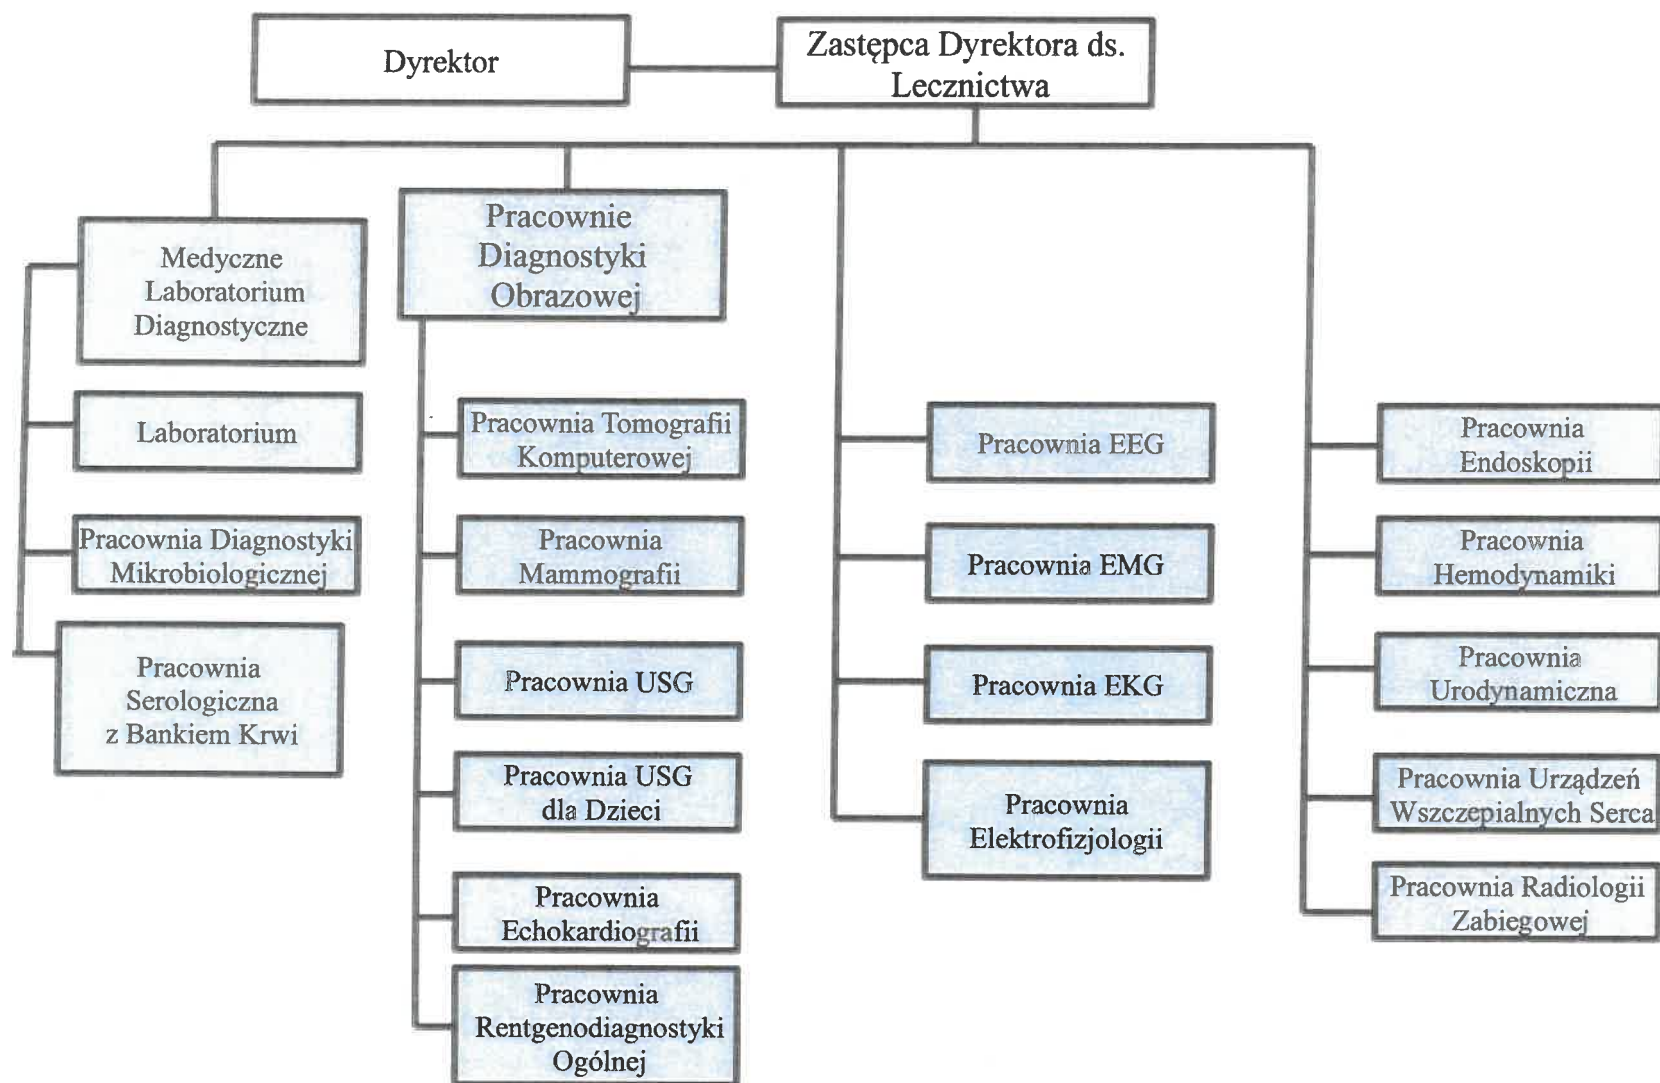 Dyrektor
Zastępca Dyrektora ds.
Lecznictwa
Medyczne
Laboratorium
Diagnostyczne
Laboratorium
Pracownia Diagnostyki
Mikrobiologicznej
Pracownia
Serologiczna
z Bankiem Krwi
Pracownie
Diagnostyki
Obrazowej
Pracownia Tomografii
Komputerowej
Pracownia
Mammografii
Pracownia USG
Pracownia USG
dla Dzieci
Pracownia
Echokardiografii
Pracownia
Rentgenodiagnostyki
Ogólnej
Pracownia EEG
Pracownia EMG
Pracownia EKG
Pracownia
Elektrofizjologii
Pracownia
Endoskopii
Pracownia
Hemodynamiki
Pracownia
Urodynamiczna
Pracownia Urządzeń
Wszczepialnych Serca
Pracownia Radiologii
Zabiegowej